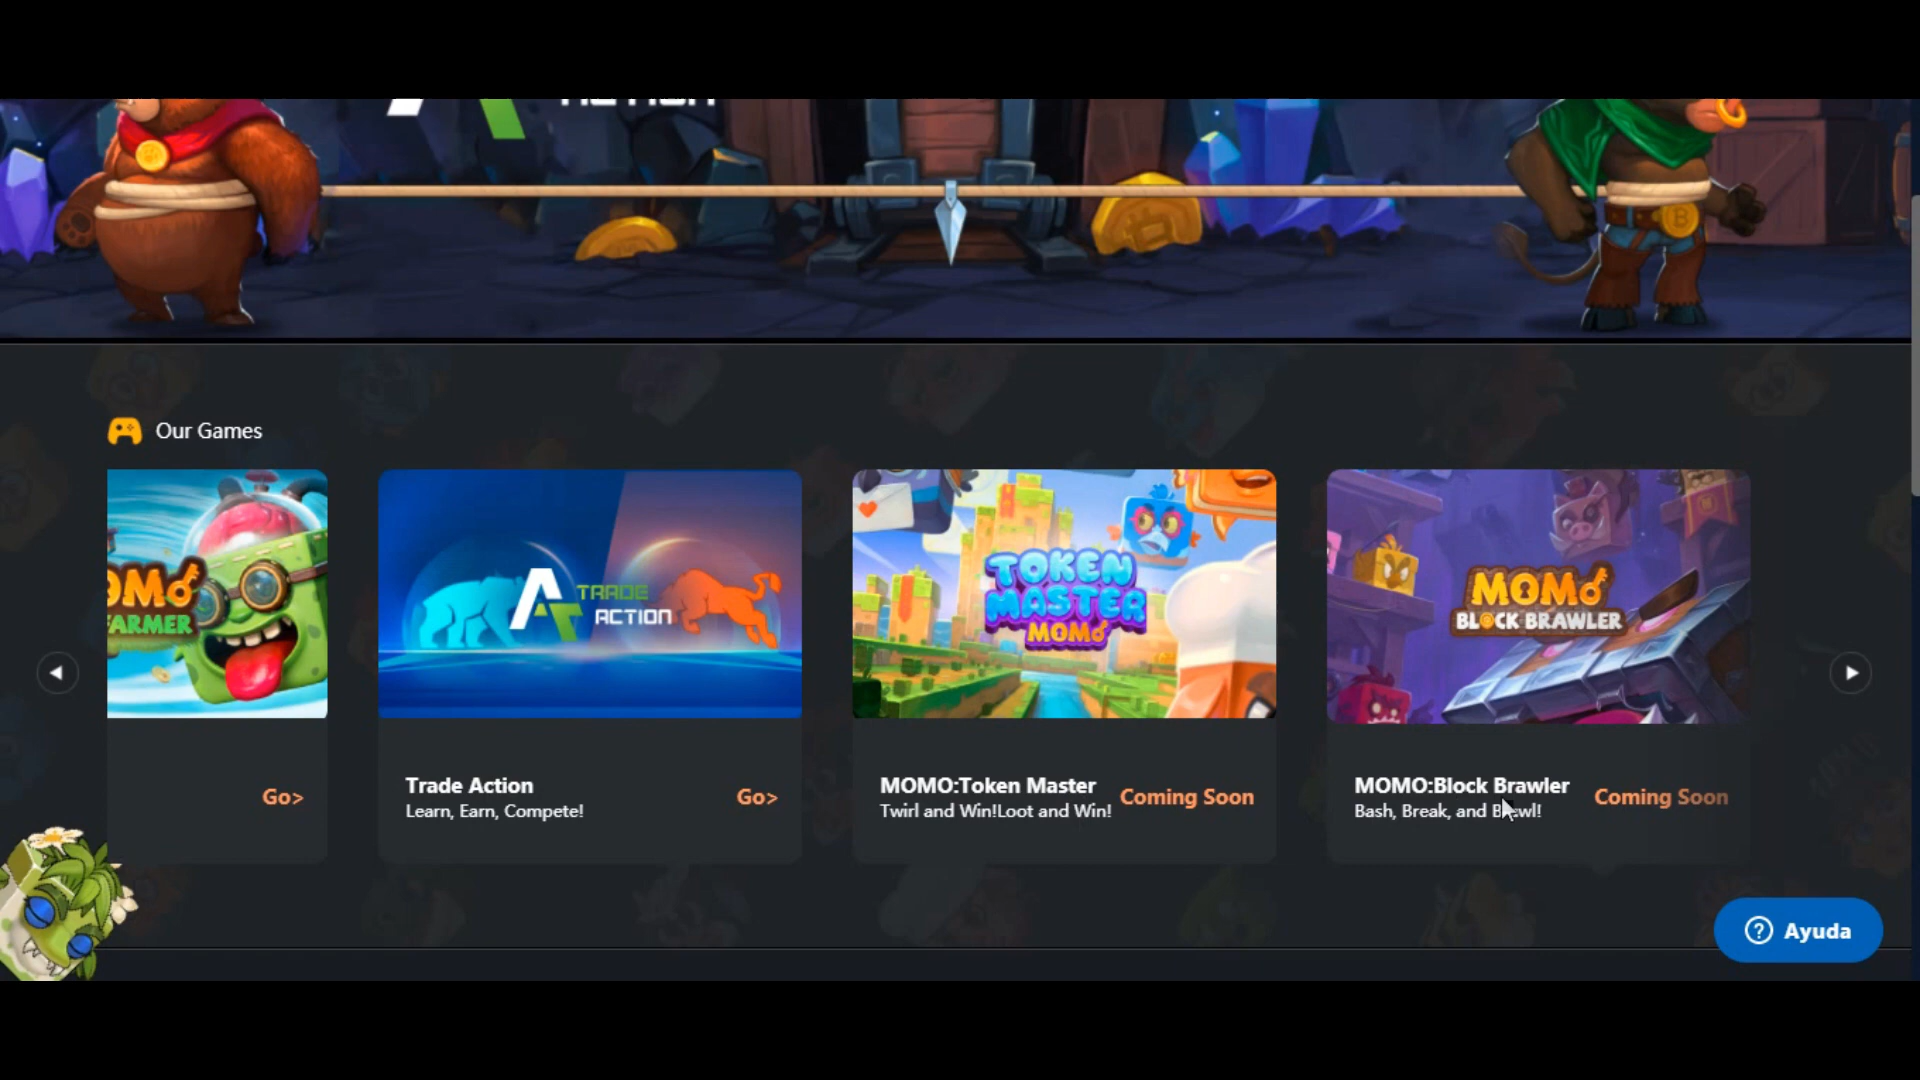 Our Games
MOMO
FARMER
Go>
TRADE
ACTION
Trade Action
Learn, Earn, Compete!
Go>
TOKEN
MASTER
MOMO
MOMO:Token Master
Twirl and Win!Loot and Win!
Coming Soon
MOMO
BLOCK BRAWLER
MOMO:Block Brawler
Bash, Break, and Brawl!
Coming Soon
Ayuda